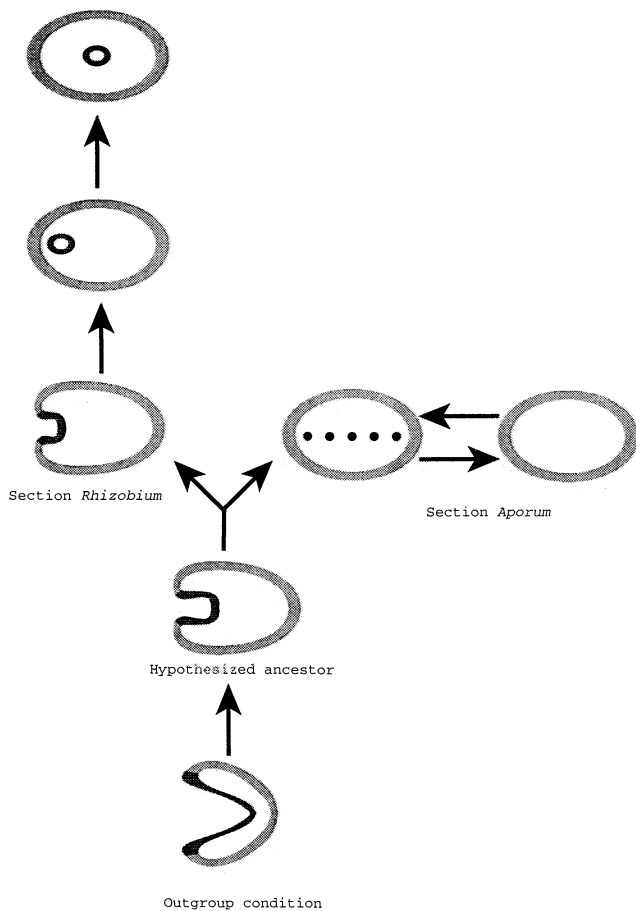 Section Rhizobium
Section Aporum
Hypothesized ancestor
Outgroup condition